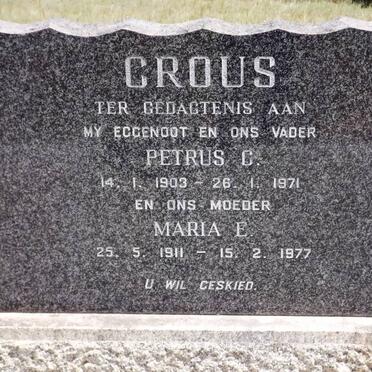 CROUS
TER GEDAGTENIS AAN
MY EGGENOOT EN ONS VADER
PETRUS C.
14. 1. 1903 - 26. 1. 1971
EN ONS MOEDER
MARIA E.
25. 5. 1911 - 15. 2. 1977
U WIL GESKIED.